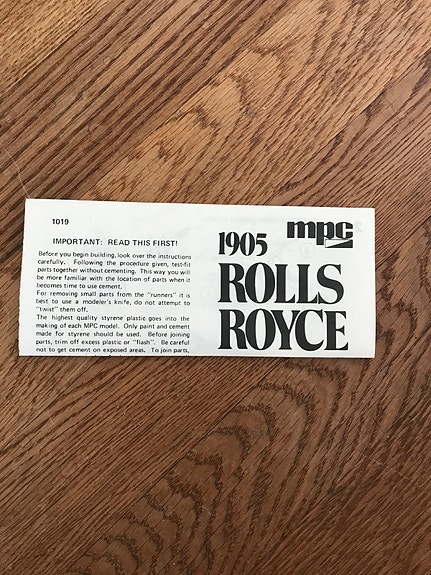 1019
IMPORTANT: READ THIS FIRST!
Before you begin building, look over the instructions
carefully. Following the procedure given, test-fit
parts together without cementing. This way you will
be more familiar with the location of parts when it
becomes time to use cement.
For removing small parts from the "runners" it is
best to use a modeler's knife, do not attempt to
"twist" them off.
The highest quality styrene plastic goes into the
making of each MPC model. Only paint and cement
made for styrene should be used. Before joining
parts, trim off excess plastic or "flash". Be careful
not to get cement on exposed areas. To join parts,
mpc
1905
ROLLS
ROYCE